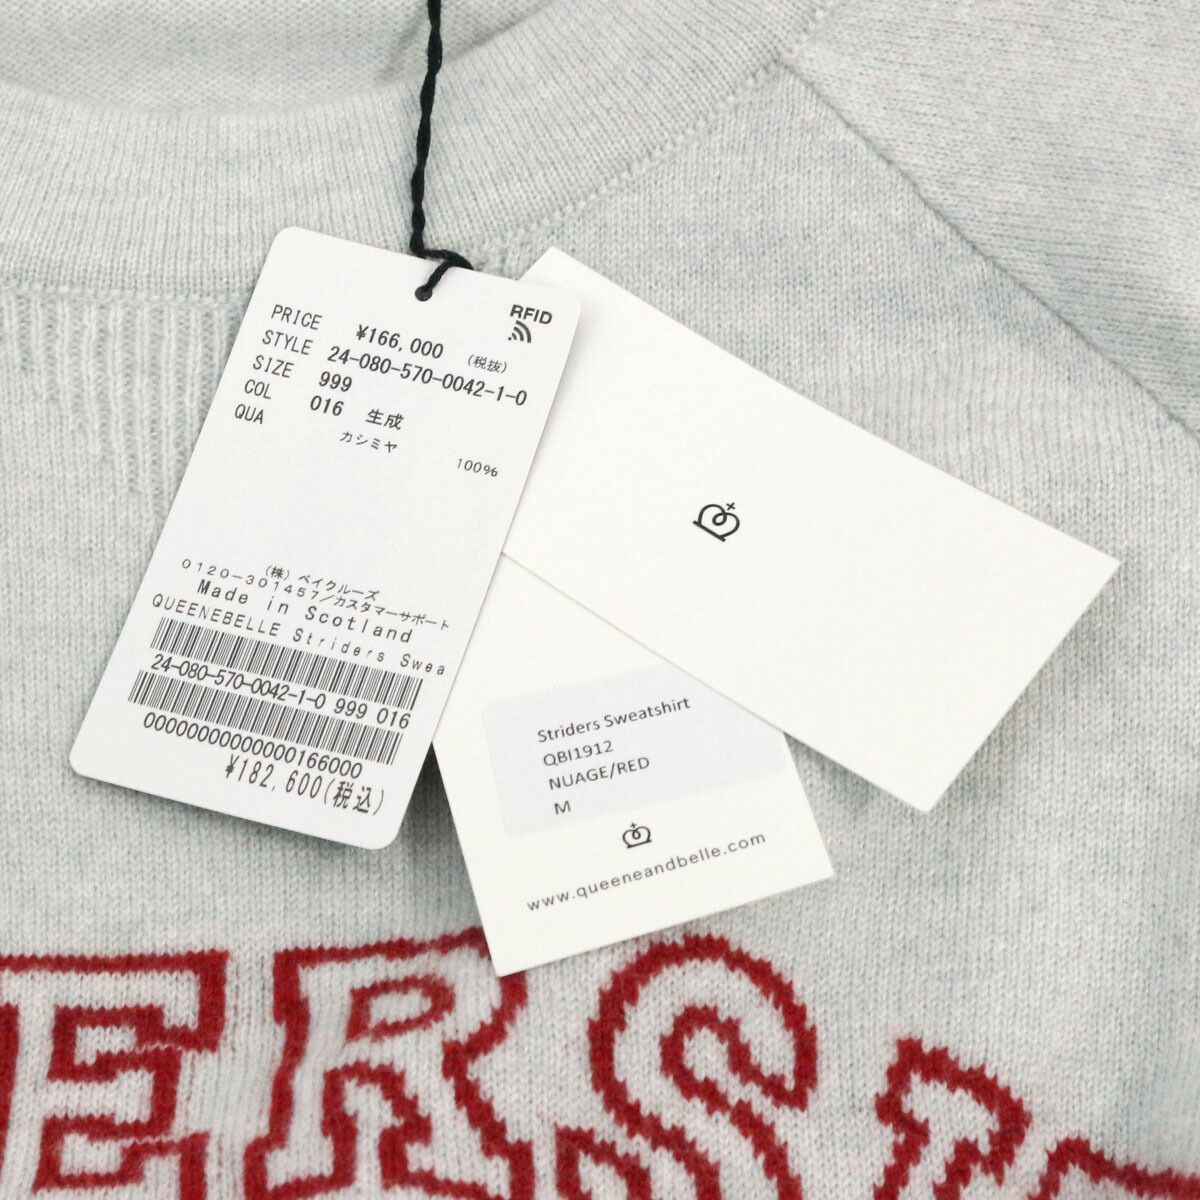 RFID
PRICE ¥166,000 (税抜)
STYLE 24-080-570-0042-1-0
SIZE 999
COL 016 生成
QUA カシミヤ 100%
(株) ベイクルーズ
0120-301457/カスタマーサポート
Made in Scotland
QUEENEBELLE Striders Swea
24-080-570-0042-1-0 999 016
0000000000000166000
¥182,600(税込)
Striders Sweatshirt
QBI1912
NUAGE/RED
M
www.queeneandbelle.com
ERS